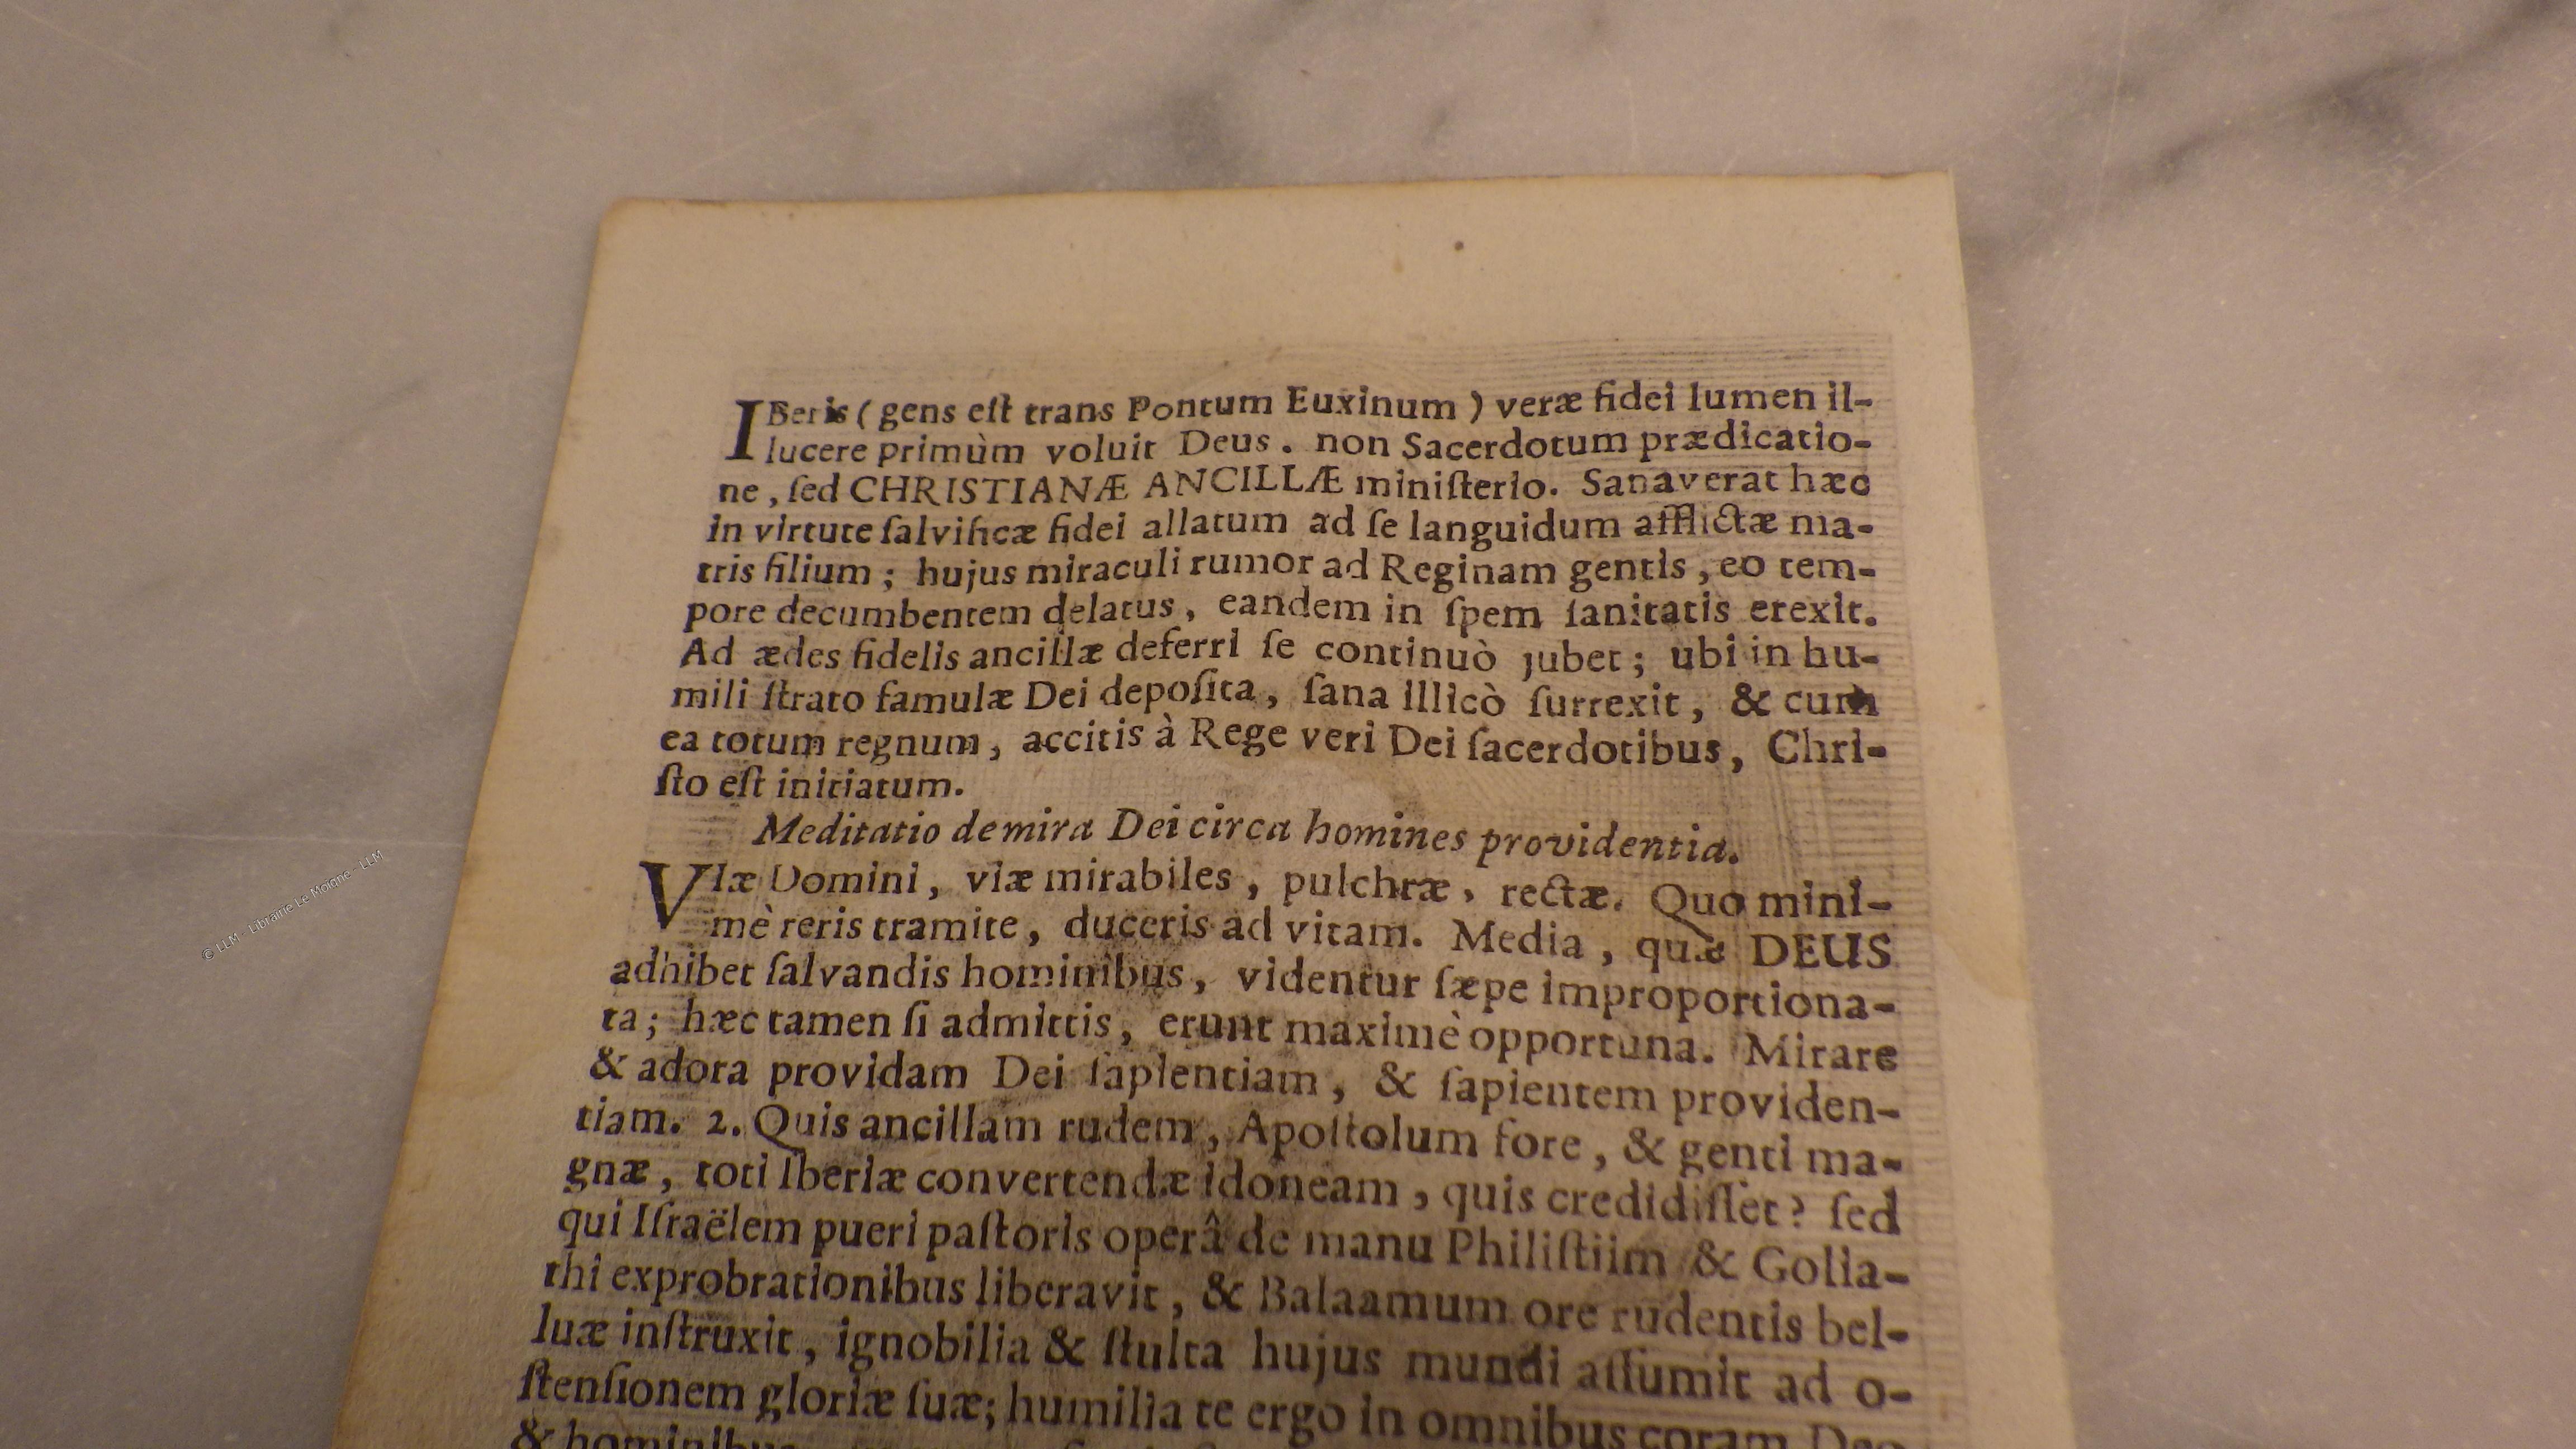 IBeris ( gens eſt trans Pontum Euxinum ) veræ fidei lumen il-
lucere primùm voluit Deus . non Sacerdotum prædicatio-
ne , ſed CHRISTIANÆ ANCILLÆ miniſterio. Sanaverat hæc
in virtute ſalvificæ fidei allatum ad ſe languidum afflictæ ma-
tris filium ; hujus miraculi rumor ad Reginam gentis , eo tem-
pore decumbentem delatus , eandem in ſpem ſanitatis erexit.
Ad ædes fidelis ancillæ deferri ſe continuò jubet ; ubi in hu-
mili ſtrato famulæ Dei depoſita , ſana illicò ſurrexit , & cum
ea totum regnum , accitis à Rege veri Dei ſacerdotibus , Chri-
ſto eſt initiatum.
Meditatio de mira Dei circa homines providentia.
VIæ Domini , viæ mirabiles , pulchræ , rectæ. Quo mini-
mè reris tramite , duceris ad vitam. Media , quæ DEUS
adhibet ſalvandis hominibus , videntur ſæpe improportiona-
ta ; hæc tamen ſi admittis , erunt maximè opportuna. Mirare
& adora providam Dei ſapientiam , & ſapientem providen-
tiam. 2. Quis ancillam rudem , Apoſtolum fore , & genti ma-
gnæ , toti Iberiæ convertendæ idoneam , quis credidiſſet ? ſed
qui Iſraëlem pueri paſtoris operâ de manu Philiſtiim & Golia-
thi exprobrationibus liberavit , & Balaamum ore rudentis bel-
luæ inſtruxit , ignobilia & ſtulta hujus mundi aſſumit ad o-
ſtenſionem gloriæ ſuæ; humilia te ergo in omnibus coram Deo
& hominibus
© LLM - Librairie Le Moigne - LLM